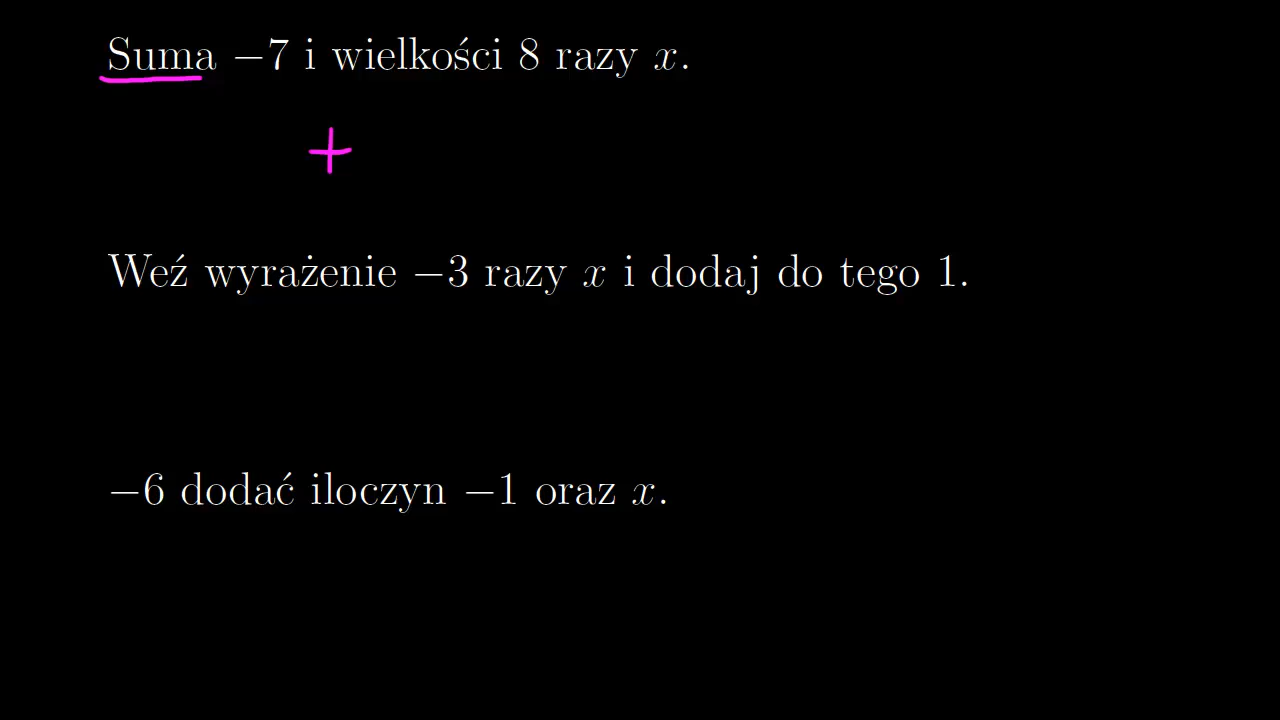 Suma −7 i wielkości 8 razy x.
+
Weź wyrażenie −3 razy x i dodaj do tego 1.
−6 dodać iloczyn −1 oraz x.